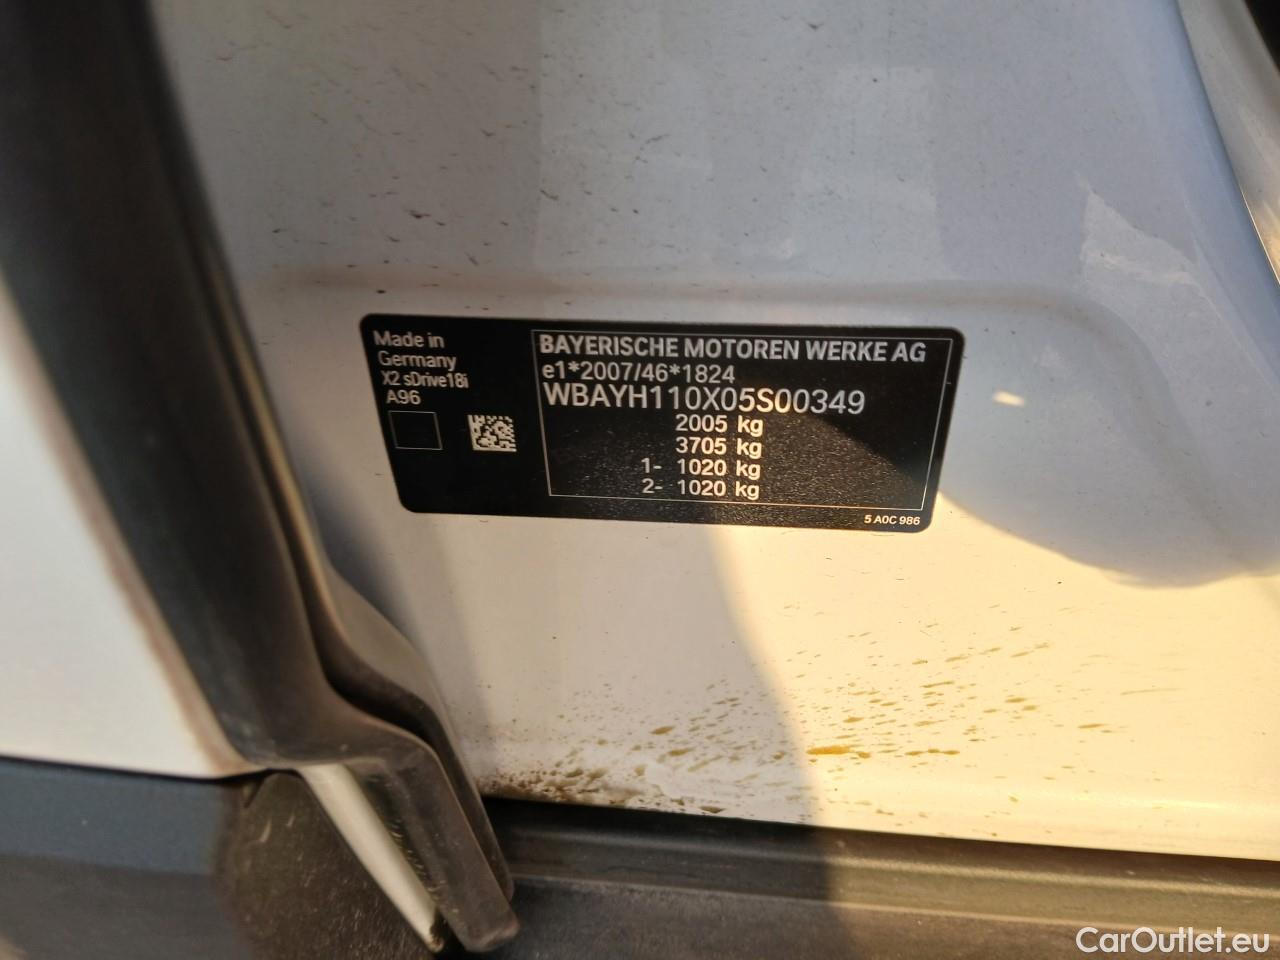 Made in
Germany
X2 sDrive18i
A96
BAYERISCHE MOTOREN WERKE AG
e1*2007/46*1824
WBAYH110X05S00349
2005 kg
3705 kg
1- 1020 kg
2- 1020 kg
5 A0C 986
CarOutlet.eu